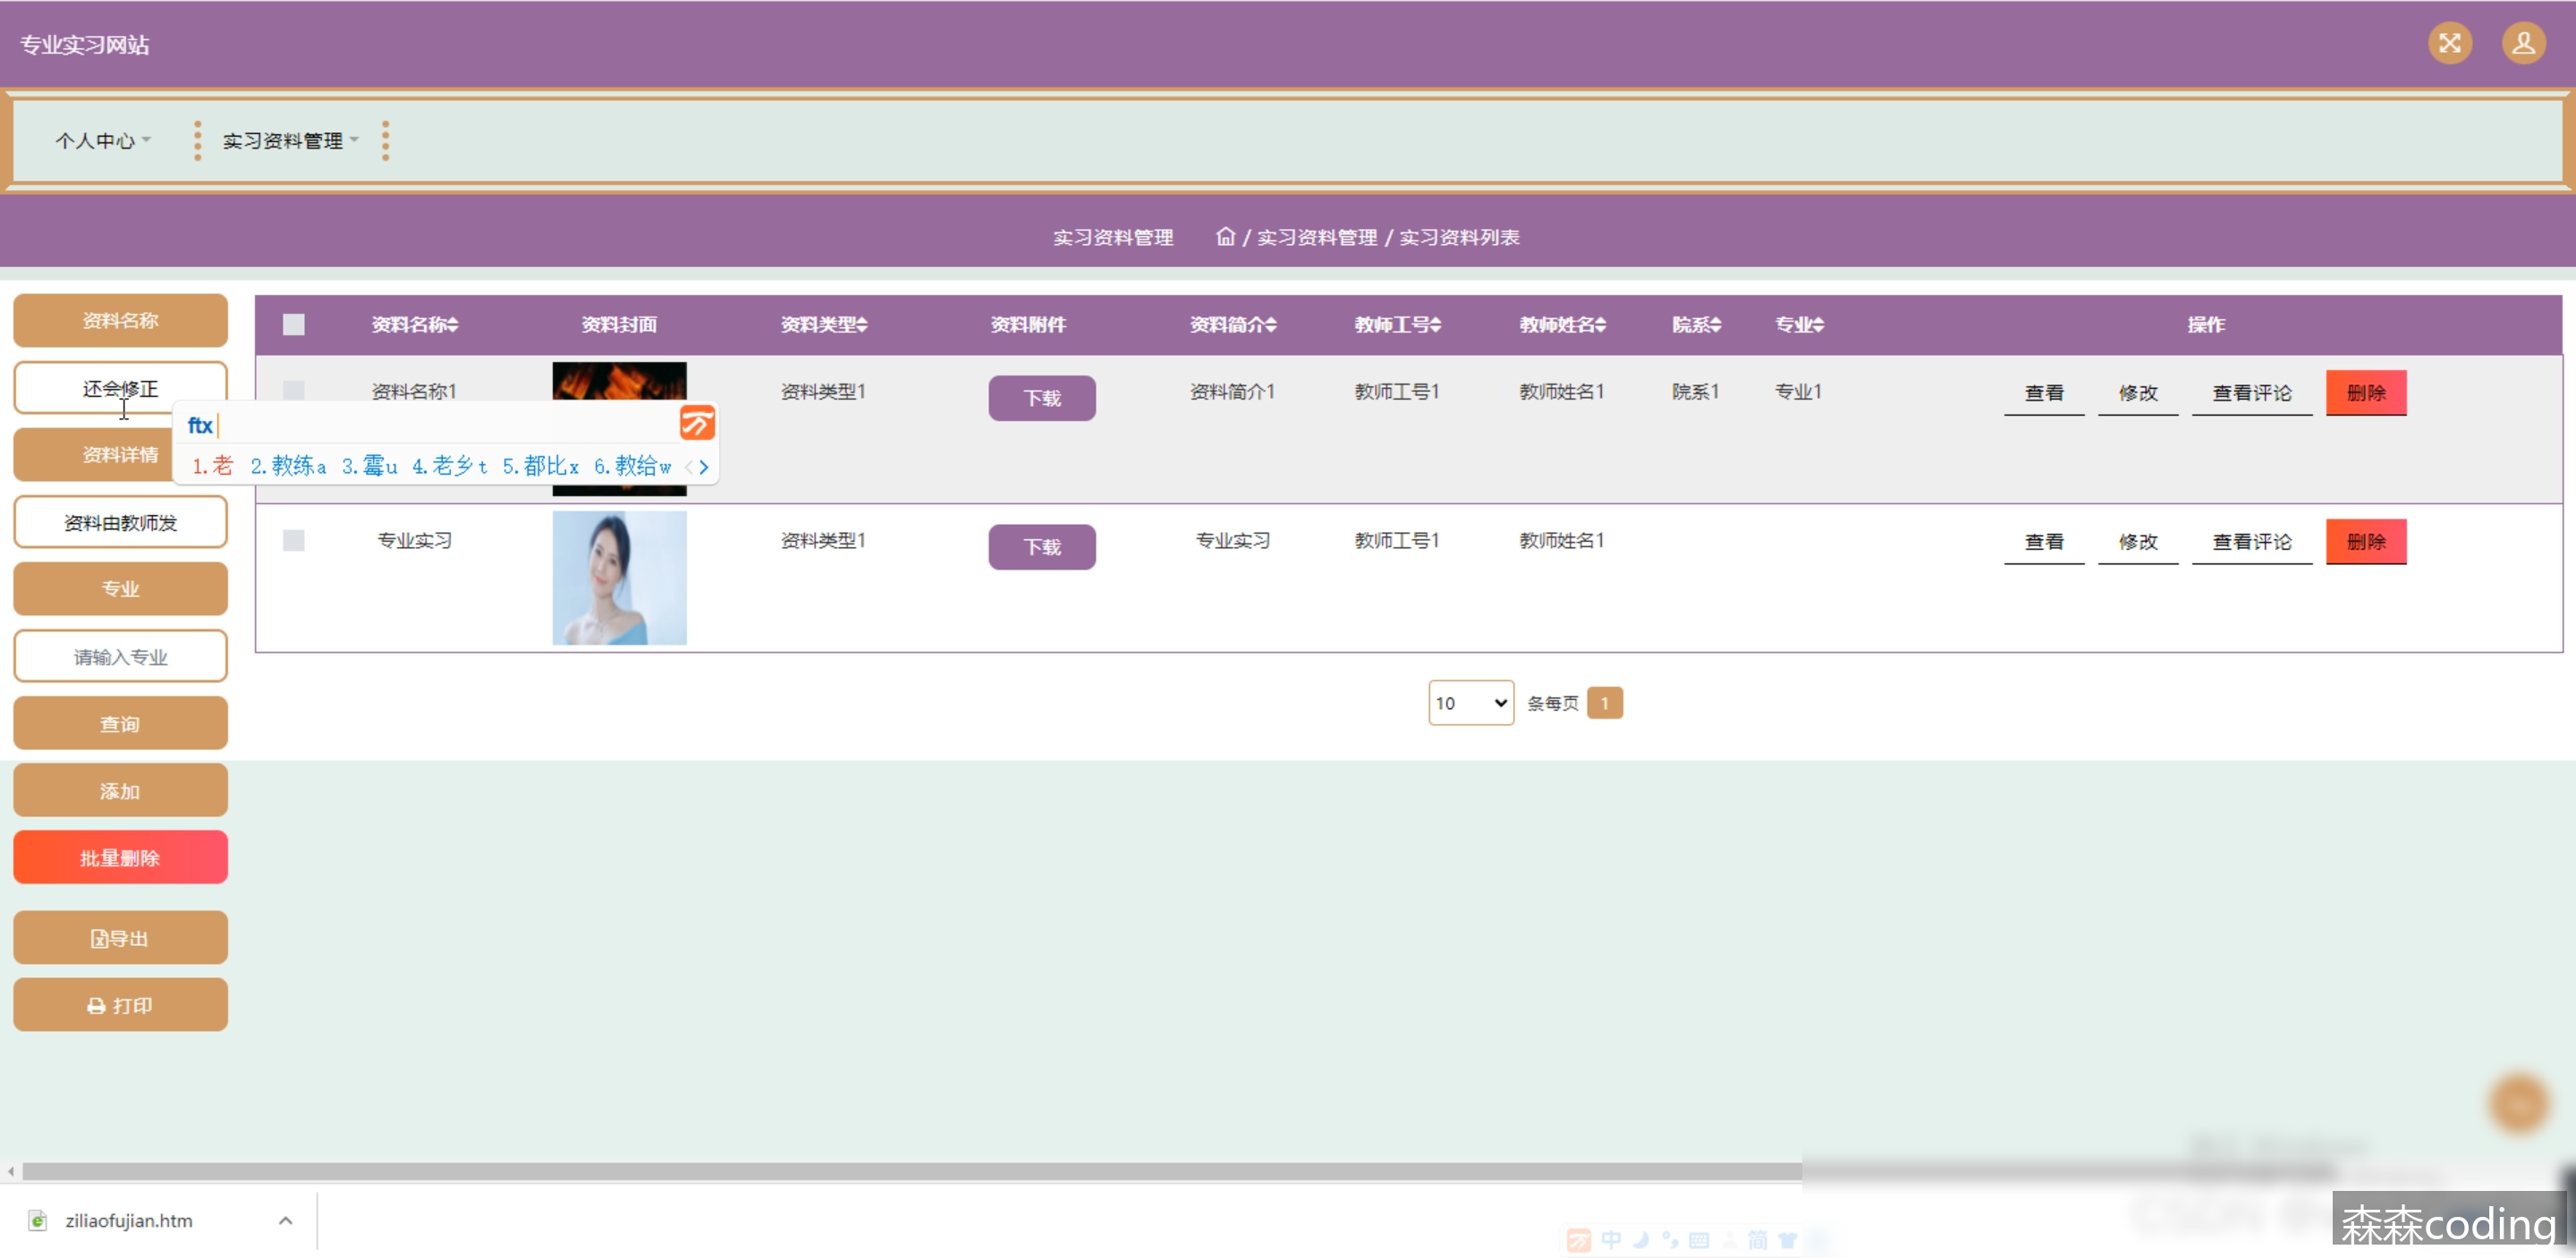 专业实习网站
个人中心 实习资料管理
实习资料管理 / 实习资料管理 / 实习资料列表
资料名称
还会修正
资料详情
资料由教师发
专业
请输入专业
查询
添加
批量删除
导出
打印
资料名称 资料封面 资料类型 资料附件 资料简介 教师工号 教师姓名 院系 专业 操作
资料名称1 资料类型1 下载 资料简介1 教师工号1 教师姓名1 院系1 专业1 查看 修改 查看评论 删除
ftx
1.老 2.教练a 3.霉u 4.老乡t 5.都比x 6.教给w
专业实习 资料类型1 下载 专业实习 教师工号1 教师姓名1 查看 修改 查看评论 删除
10 条每页 1
ziliaofujian.htm
中 简
森森coding